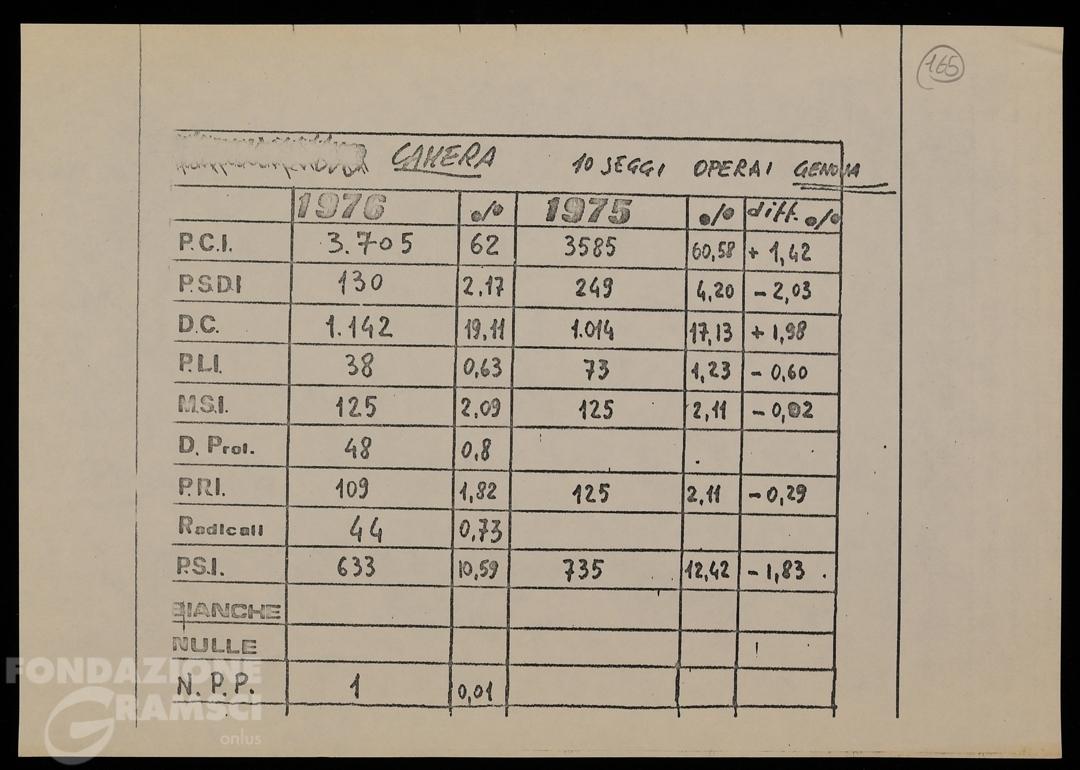 165
CAMERA 10 SEGGI OPERAI GENOVA
1976 o/o 1975 o/o diff. o/o
P.C.I. 3.705 62 3585 60,58 + 1,42
P.S.D.I 130 2,17 249 4,20 - 2,03
D.C. 1.142 19,11 1.014 17,13 + 1,98
P.L.I. 38 0,63 73 1,23 - 0,60
M.S.I. 125 2,09 125 2,11 - 0,02
D. Prol. 48 0,8
P.R.I. 109 1,82 125 2,11 - 0,29
Radicali 44 0,73
P.S.I. 633 10,59 735 12,42 - 1,83 .
BIANCHE
NULLE
N. P. P. 1 0,01
FONDAZIONE
GRAMSCI
onlus